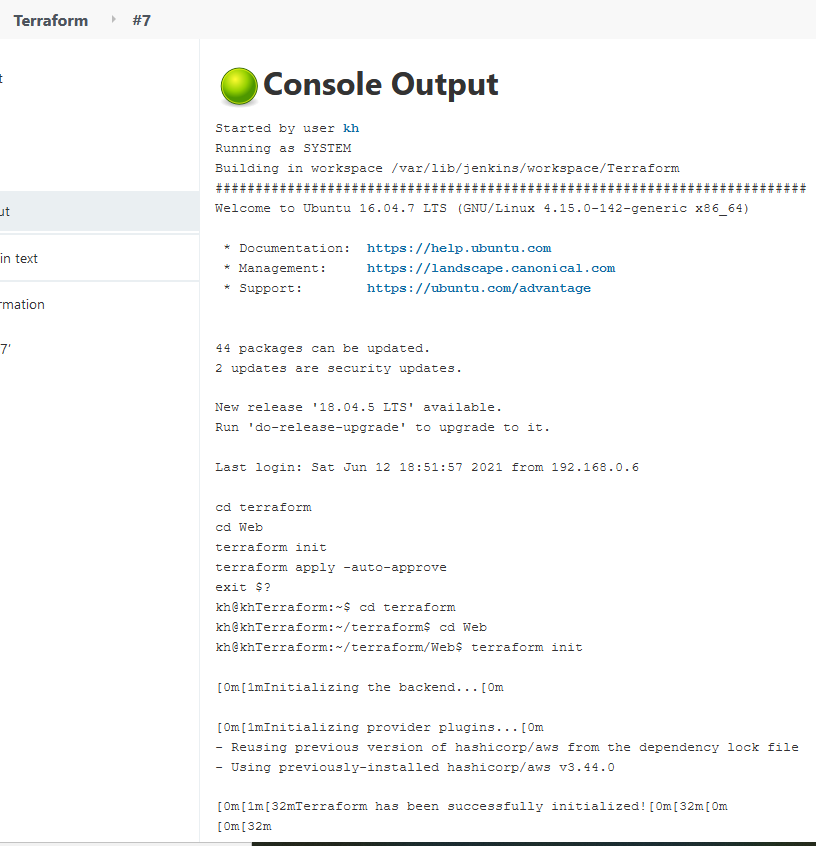 Terraform #7
t
Console Output
Started by user kh
Running as SYSTEM
Building in workspace /var/lib/jenkins/workspace/Terraform
##########################################################################
ut
Welcome to Ubuntu 16.04.7 LTS (GNU/Linux 4.15.0-142-generic x86_64)
* Documentation: https://help.ubuntu.com
in text
* Management: https://landscape.canonical.com
* Support: https://ubuntu.com/advantage
rmation
7'
44 packages can be updated.
2 updates are security updates.
New release '18.04.5 LTS' available.
Run 'do-release-upgrade' to upgrade to it.
Last login: Sat Jun 12 18:51:57 2021 from 192.168.0.6
cd terraform
cd Web
terraform init
terraform apply -auto-approve
exit $?
kh@khTerraform:~$ cd terraform
kh@khTerraform:~/terraform$ cd Web
kh@khTerraform:~/terraform/Web$ terraform init
[0m[1mInitializing the backend...[0m
[0m[1mInitializing provider plugins...[0m
- Reusing previous version of hashicorp/aws from the dependency lock file
- Using previously-installed hashicorp/aws v3.44.0
[0m[1m[32mTerraform has been successfully initialized![0m[32m[0m
[0m[32m